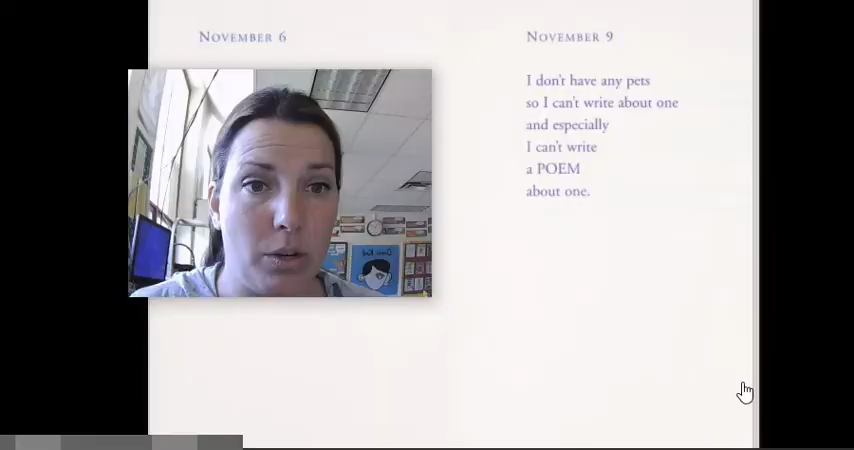 NOVEMBER 6
NOVEMBER 9
I don't have any pets
so I can't write about one
and especially
I can't write
a POEM
about one.